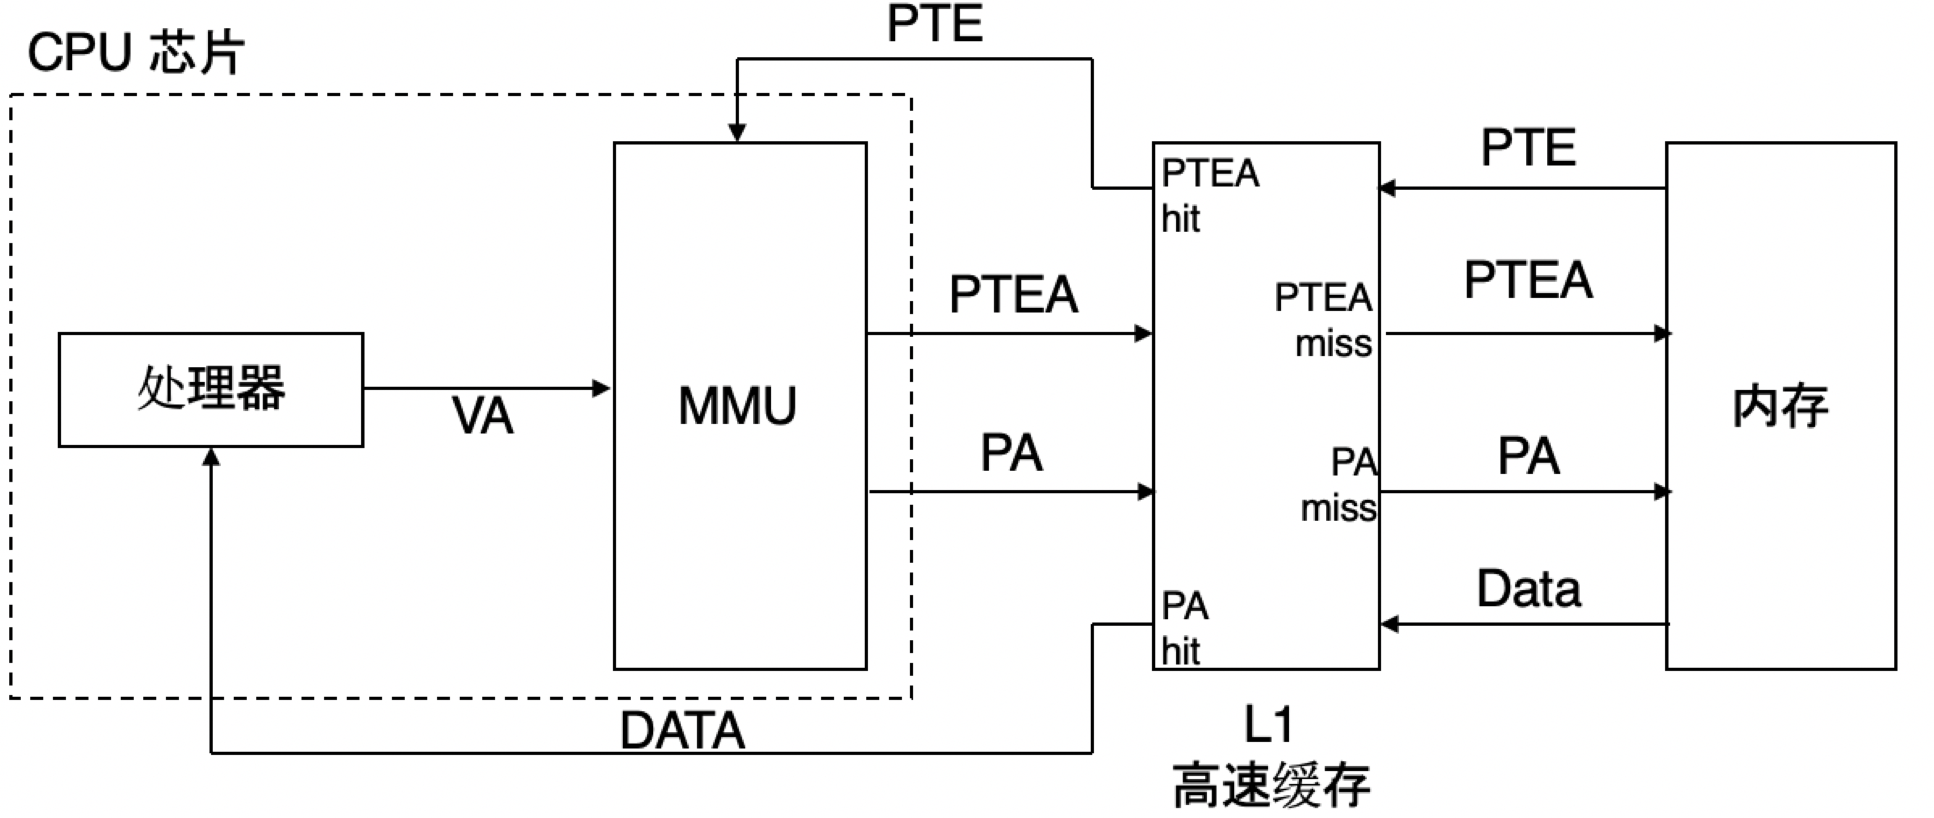 PTE
CPU 芯片
PTE
PTEA
hit
PTEA
PTEA
miss
PTEA
处理器
VA
MMU
内存
PA
PA
miss
PA
PA
hit
Data
DATA
L1
高速缓存